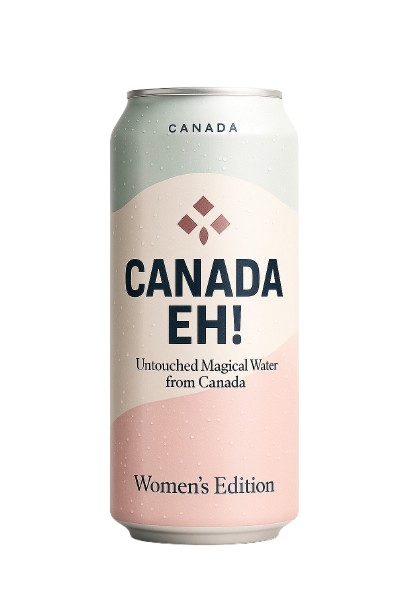 CANADA
CANADA
EH!
Untouched Magical Water
from Canada
Women's Edition